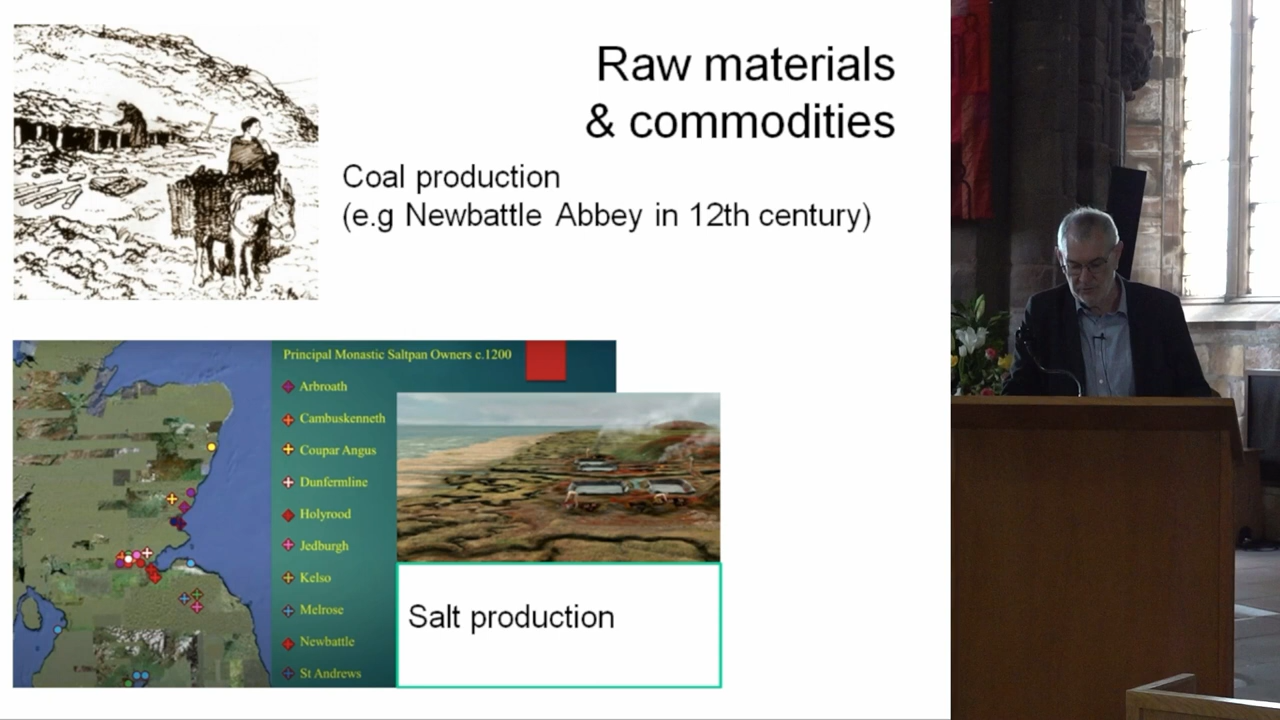 Raw materials
& commodities
Coal production
(e.g Newbattle Abbey in 12th century)
Principal Monastic Saltpan Owners c.1200
Arbroath
Cambuskenneth
Coupar Angus
Dunfermline
Holyrood
Jedburgh
Kelso
Melrose
Newbattle
St Andrews
Salt production